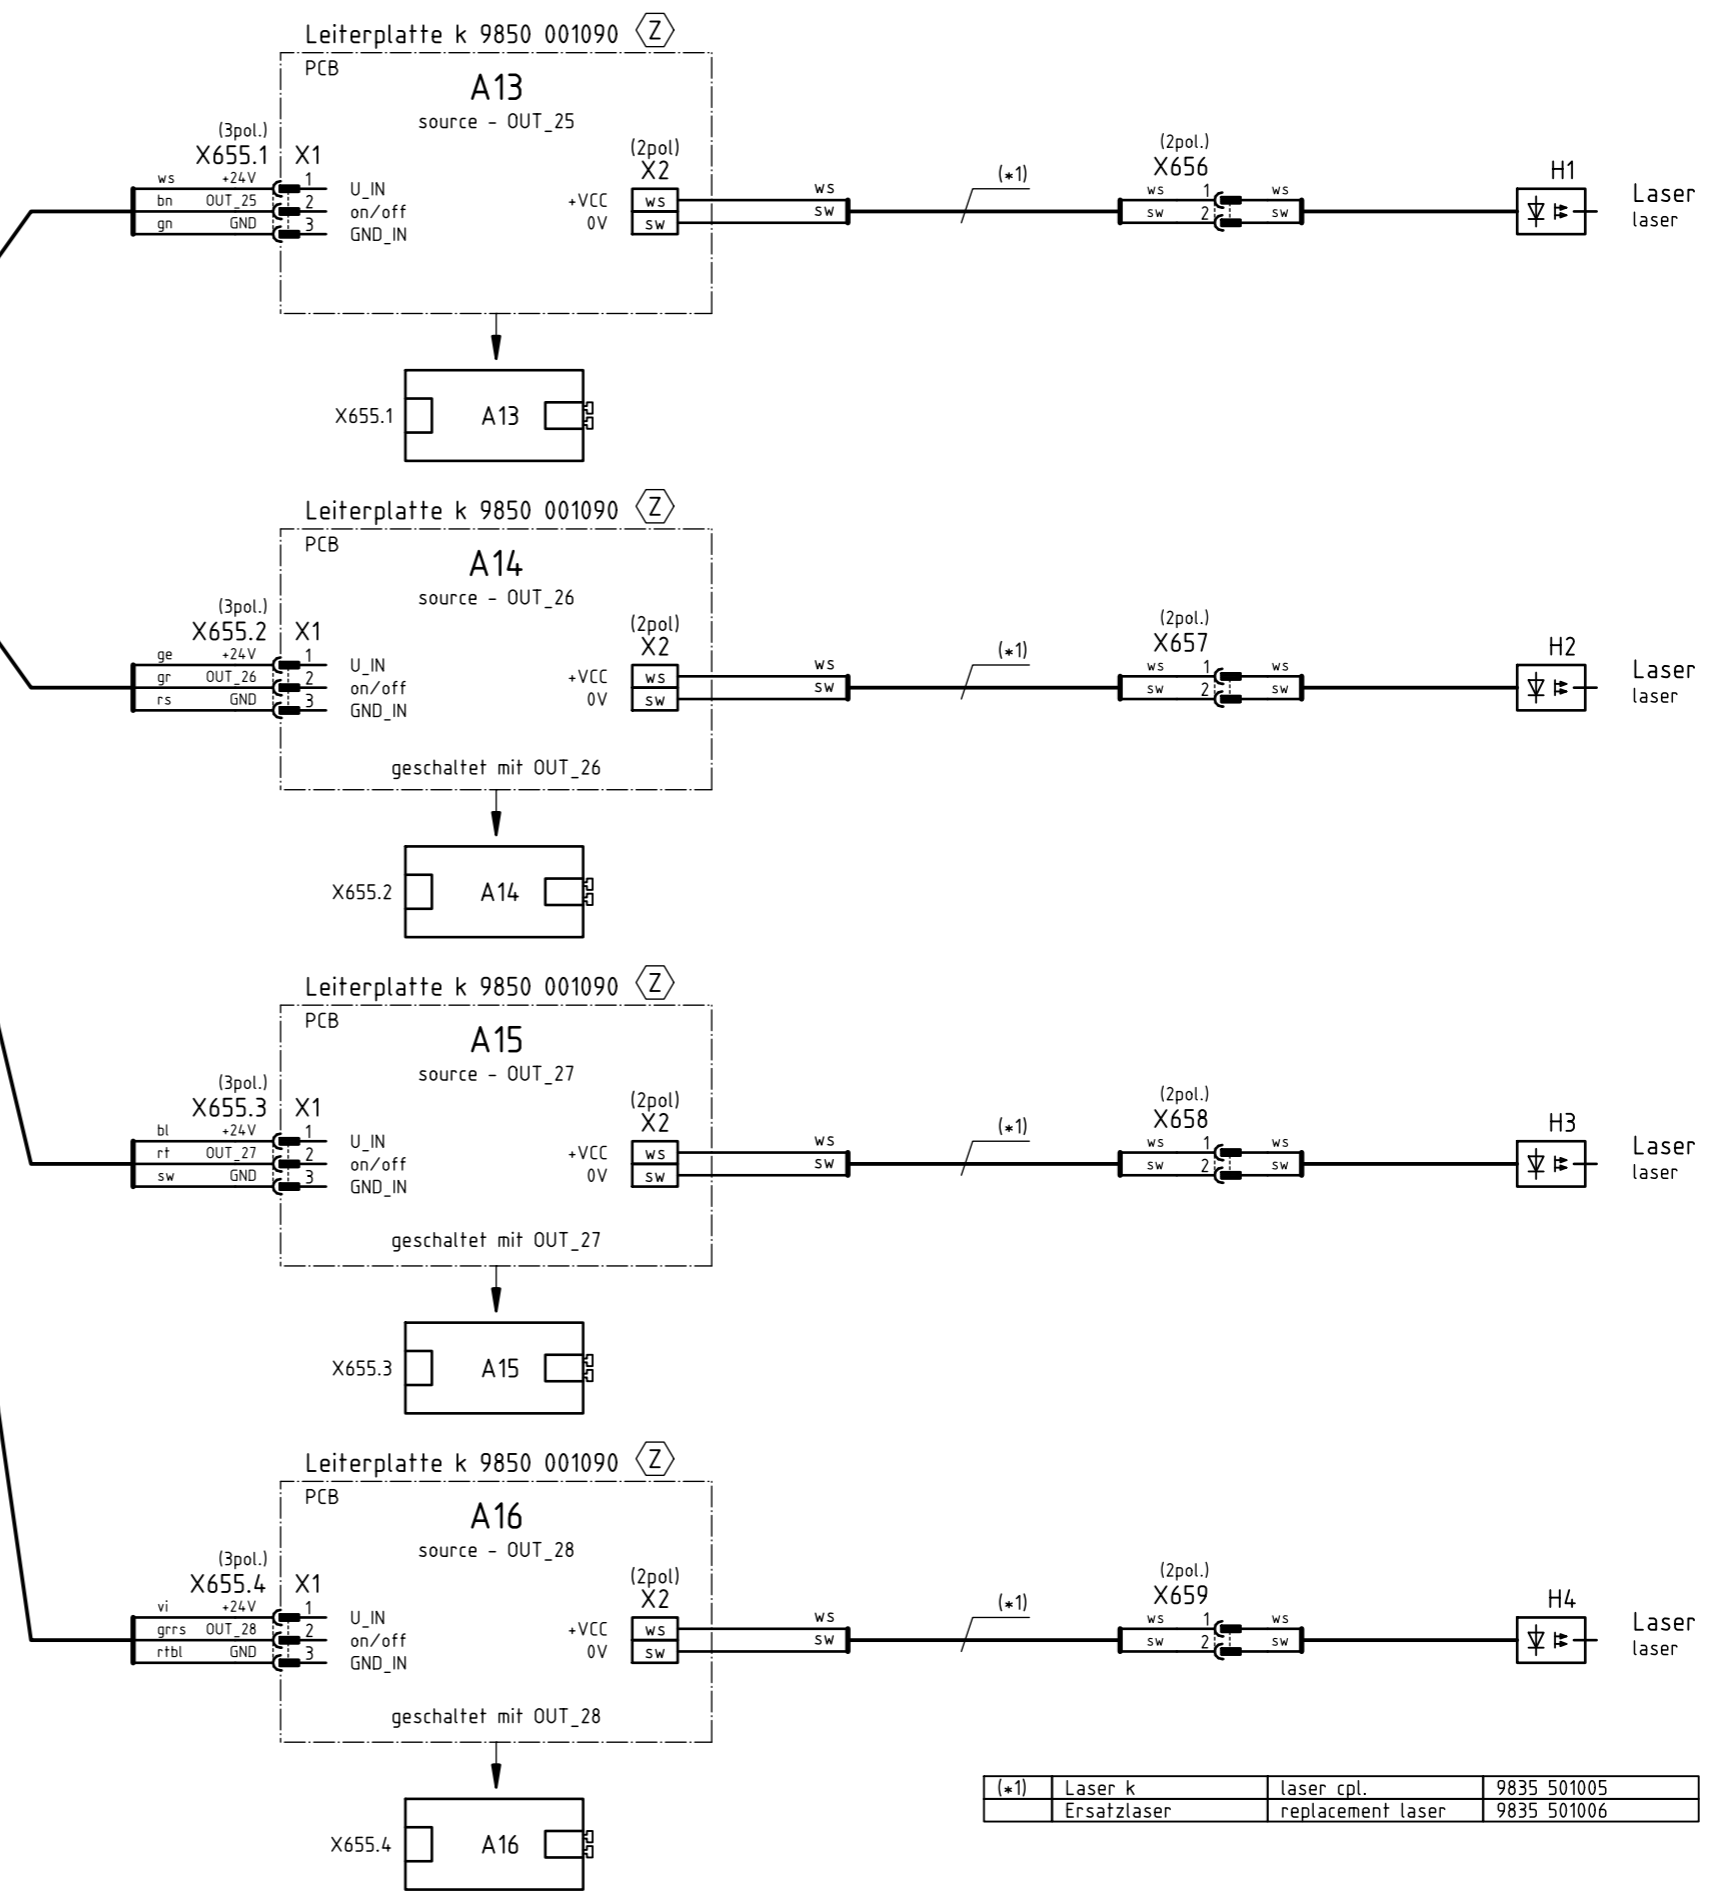 Leiterplatte k 9850 001090 Z
PCB
A13
source - OUT_25
(3pol.)
X655.1 X1
ws +24V 1 U_IN
bn OUT_25 2 on/off
gn GND 3 GND_IN
(2pol)
X2
+VCC ws ws
0V sw sw
(*1)
(2pol.)
X656
ws 1 ws
sw 2 sw
H1
Laser
laser
X655.1 A13
Leiterplatte k 9850 001090 Z
PCB
A14
source - OUT_26
(3pol.)
X655.2 X1
ge +24V 1 U_IN
gr OUT_26 2 on/off
rs GND 3 GND_IN
(2pol)
X2
+VCC ws ws
0V sw sw
(*1)
(2pol.)
X657
ws 1 ws
sw 2 sw
H2
Laser
laser
geschaltet mit OUT_26
X655.2 A14
Leiterplatte k 9850 001090 Z
PCB
A15
source - OUT_27
(3pol.)
X655.3 X1
bl +24V 1 U_IN
rt OUT_27 2 on/off
sw GND 3 GND_IN
(2pol)
X2
+VCC ws ws
0V sw sw
(*1)
(2pol.)
X658
ws 1 ws
sw 2 sw
H3
Laser
laser
geschaltet mit OUT_27
X655.3 A15
Leiterplatte k 9850 001090 Z
PCB
A16
source - OUT_28
(3pol.)
X655.4 X1
vi +24V 1 U_IN
grrs OUT_28 2 on/off
rtbl GND 3 GND_IN
(2pol)
X2
+VCC ws ws
0V sw sw
(*1)
(2pol.)
X659
ws 1 ws
sw 2 sw
H4
Laser
laser
geschaltet mit OUT_28
X655.4 A16
(*1) Laser k laser cpl. 9835 501005
Ersatzlaser replacement laser 9835 501006